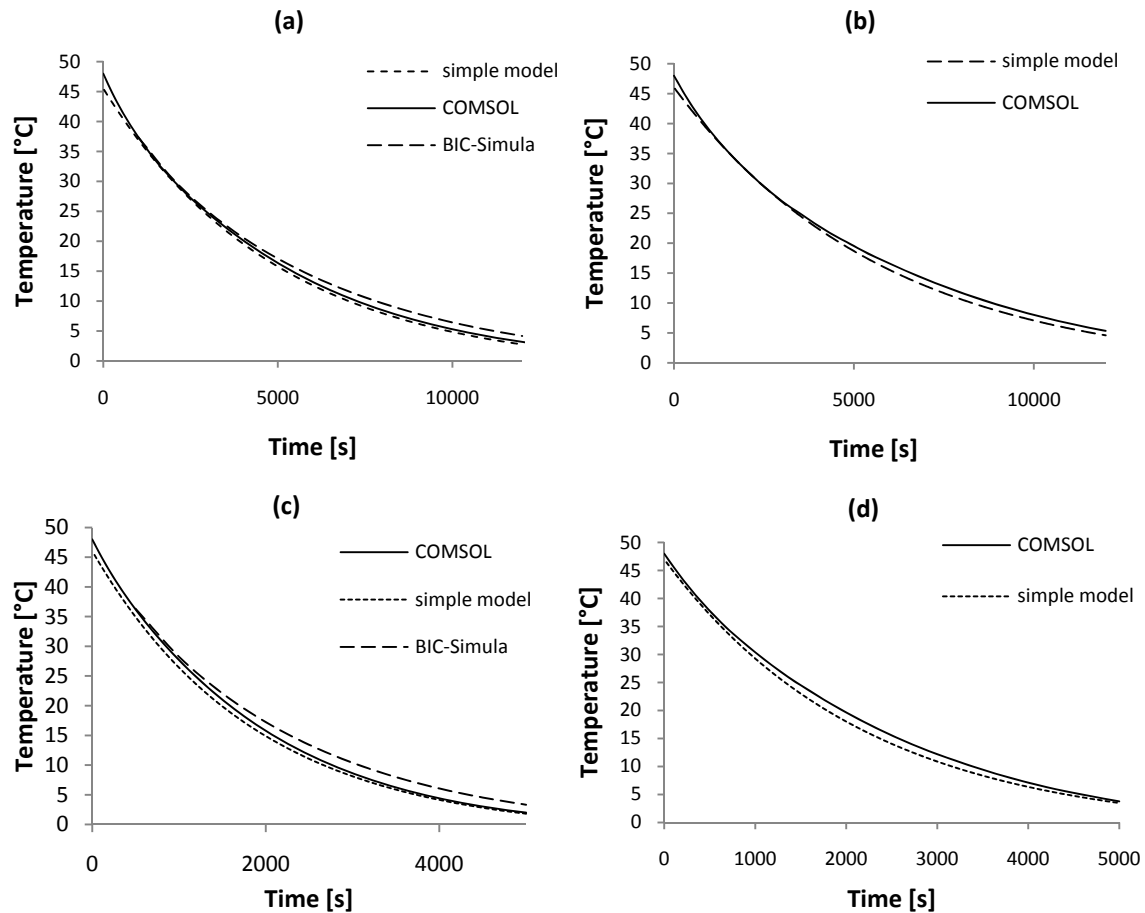 (a)
50
45
40
35
30
25
20
15
10
5
0
Temperature [°C]
simple model
COMSOL
BIC-Simula
0 5000 10000
Time [s]
(b)
50
45
40
35
30
25
20
15
10
5
0
Temperature [°C]
simple model
COMSOL
0 5000 10000
Time [s]
(c)
50
45
40
35
30
25
20
15
10
5
0
Temperature [°C]
COMSOL
simple model
BIC-Simula
0 2000 4000
Time [s]
(d)
50
45
40
35
30
25
20
15
10
5
0
Temperature [°C]
COMSOL
simple model
0 1000 2000 3000 4000 5000
Time [s]